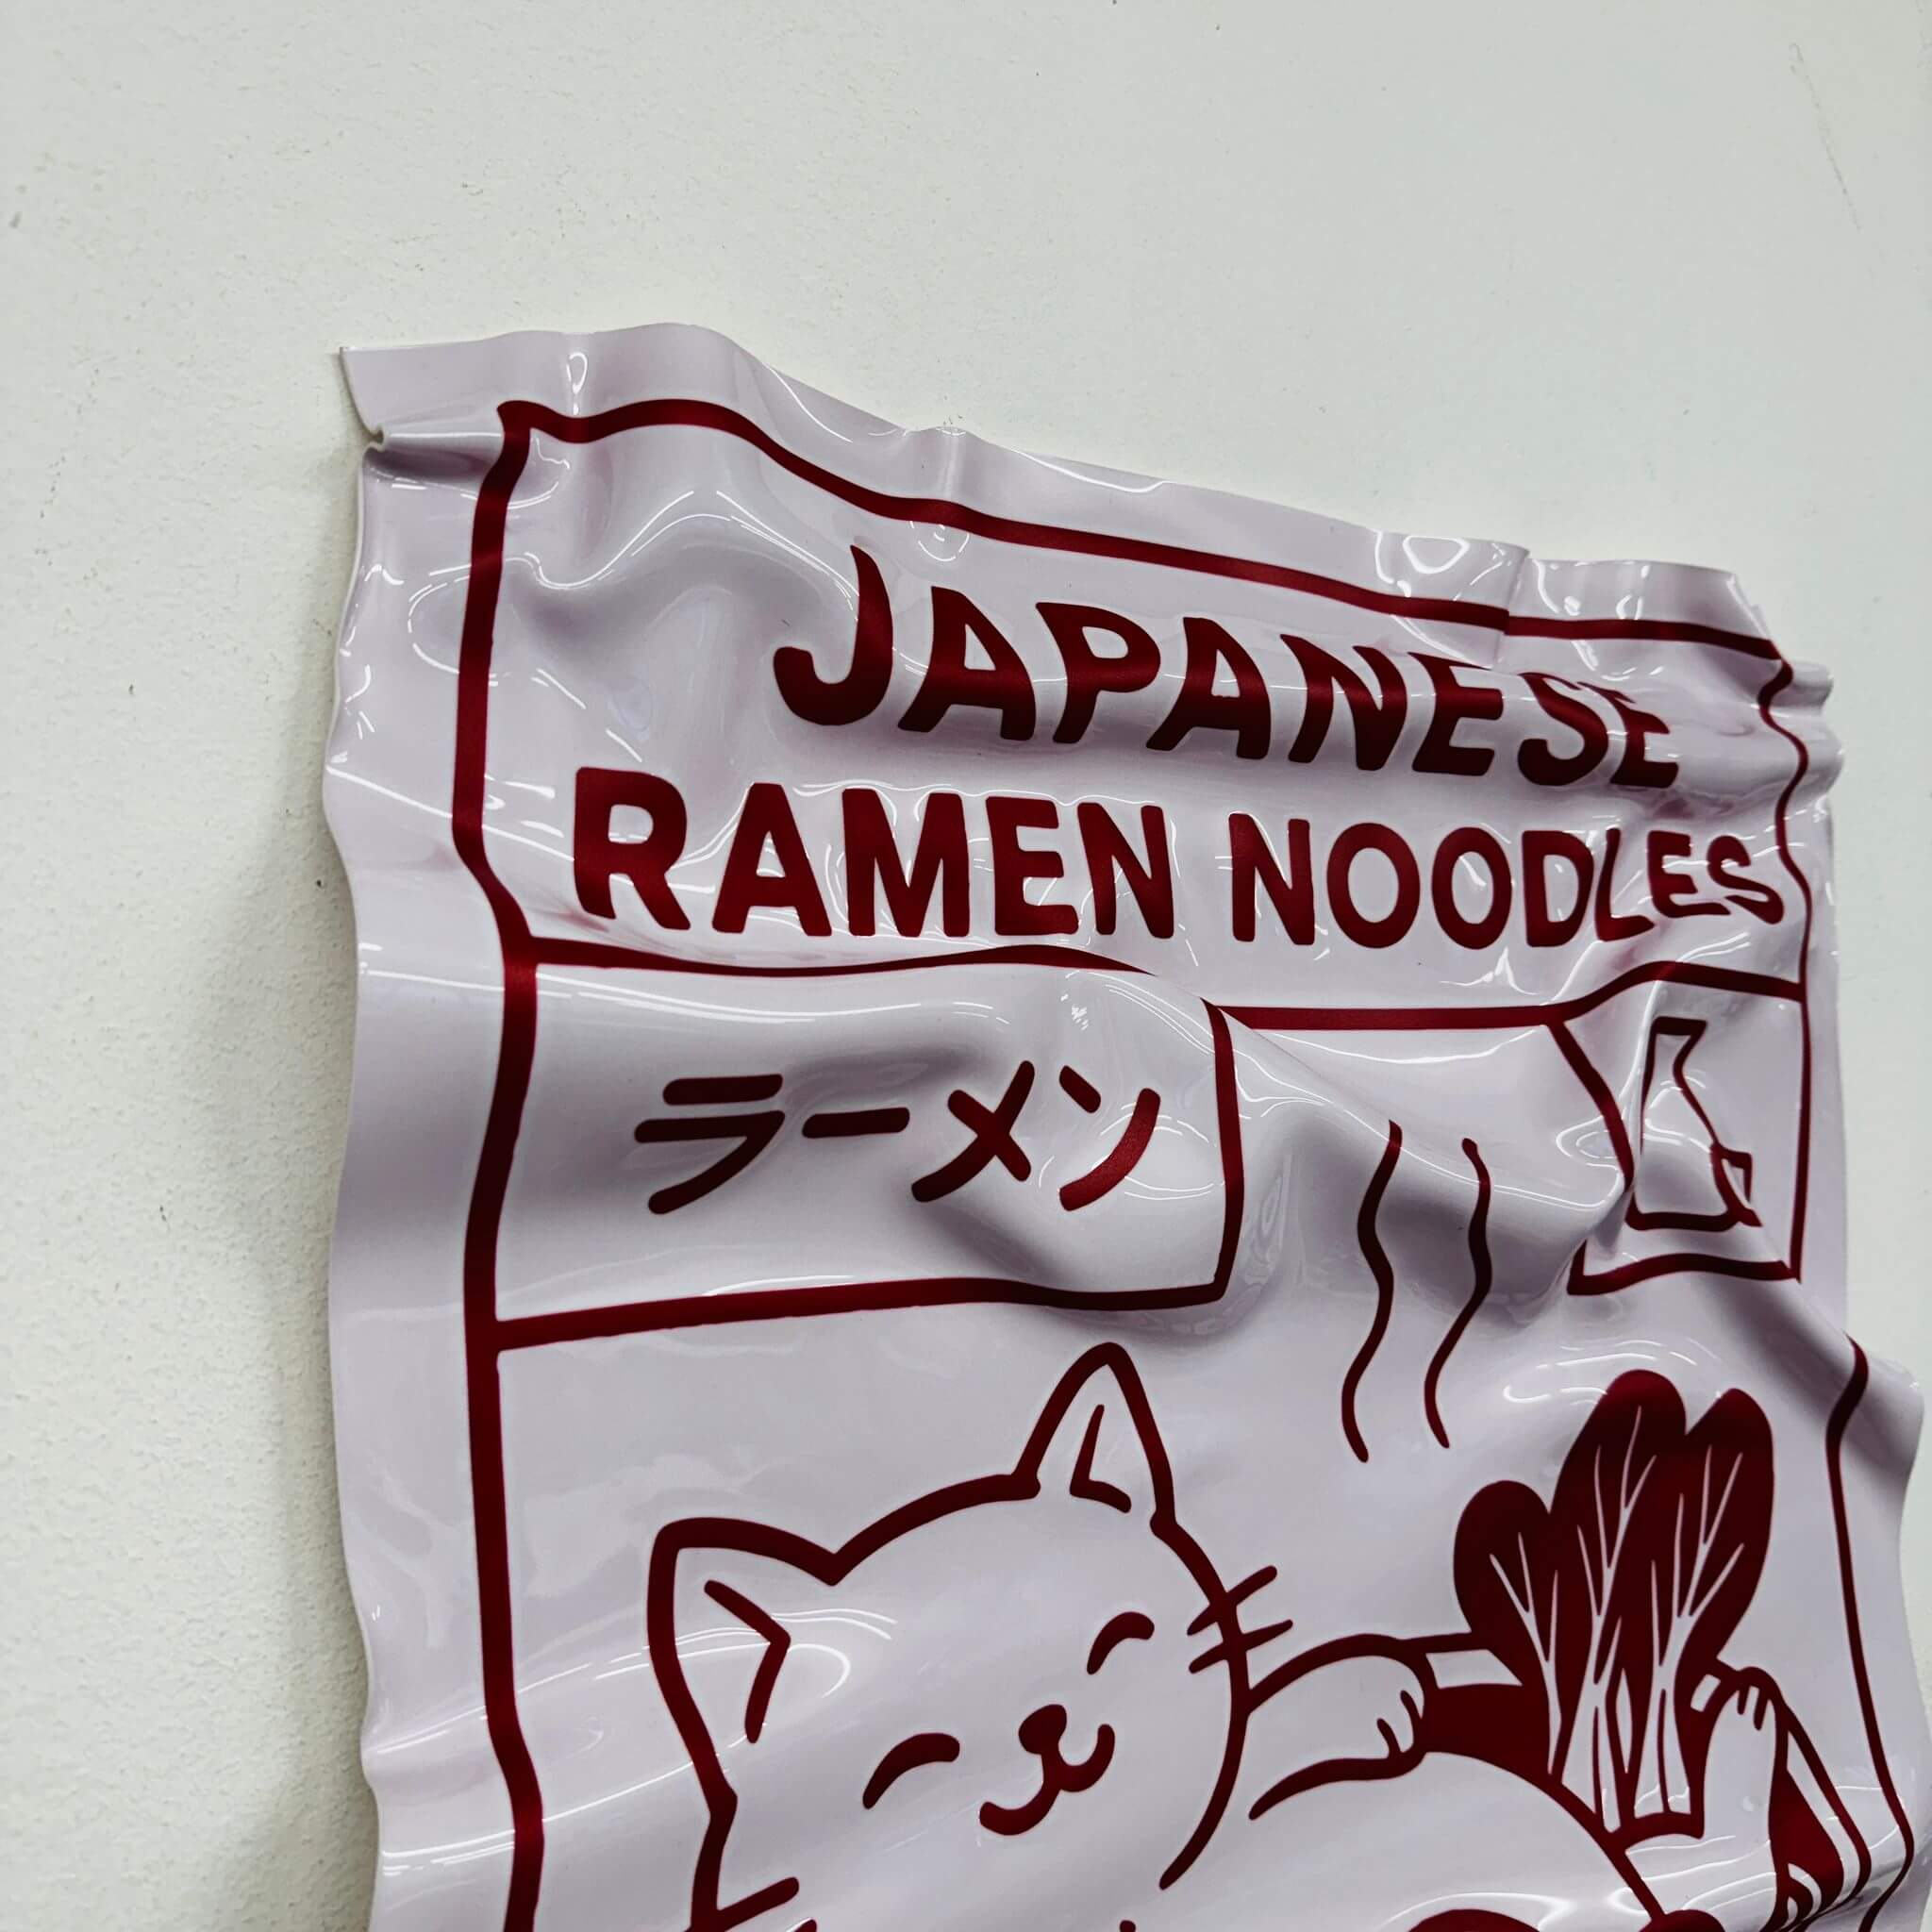 JAPANESE
RAMEN NOODLES
ラーメン